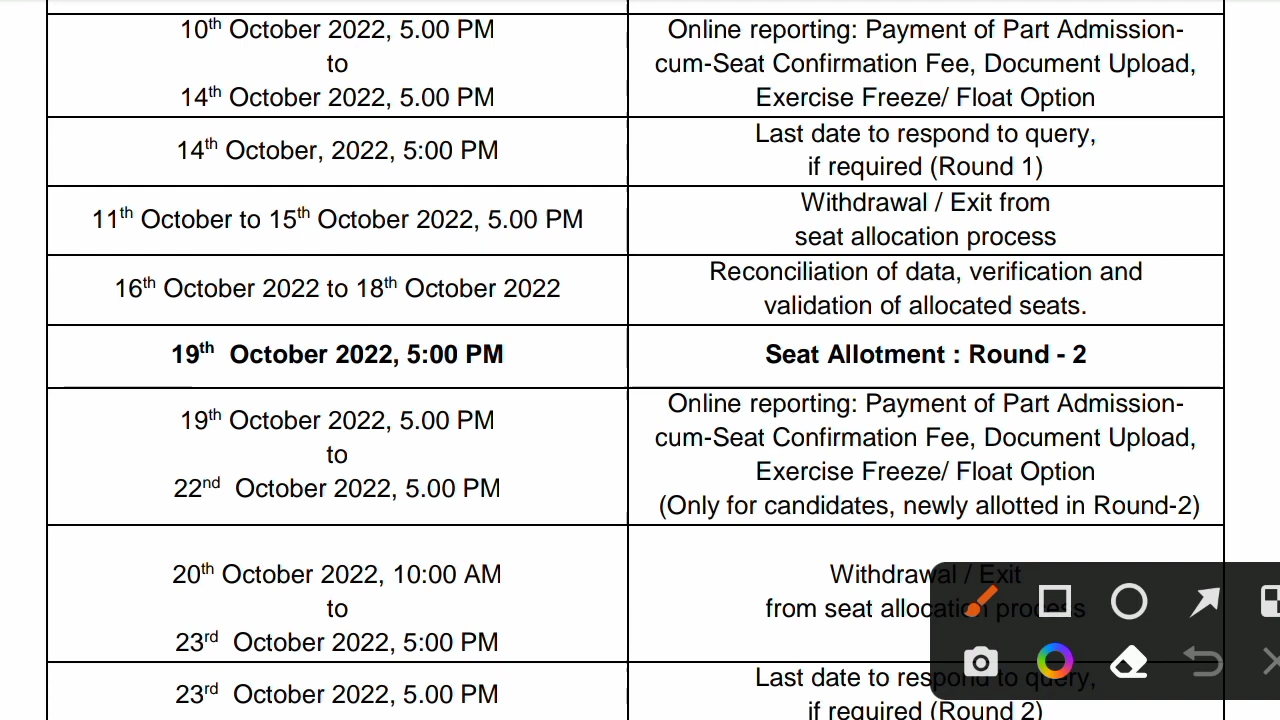 10th October 2022, 5.00 PM
to
14th October 2022, 5.00 PM
Online reporting: Payment of Part Admission-
cum-Seat Confirmation Fee, Document Upload,
Exercise Freeze/ Float Option
14th October, 2022, 5:00 PM
Last date to respond to query,
if required (Round 1)
11th October to 15th October 2022, 5.00 PM
Withdrawal / Exit from
seat allocation process
16th October 2022 to 18th October 2022
Reconciliation of data, verification and
validation of allocated seats.
19th October 2022, 5:00 PM
Seat Allotment : Round - 2
19th October 2022, 5.00 PM
to
22nd October 2022, 5.00 PM
Online reporting: Payment of Part Admission-
cum-Seat Confirmation Fee, Document Upload,
Exercise Freeze/ Float Option
(Only for candidates, newly allotted in Round-2)
20th October 2022, 10:00 AM
to
23rd October 2022, 5:00 PM
Withdrawal / Exit
from seat allocation process
23rd October 2022, 5.00 PM
Last date to respond to query,
if required (Round 2)